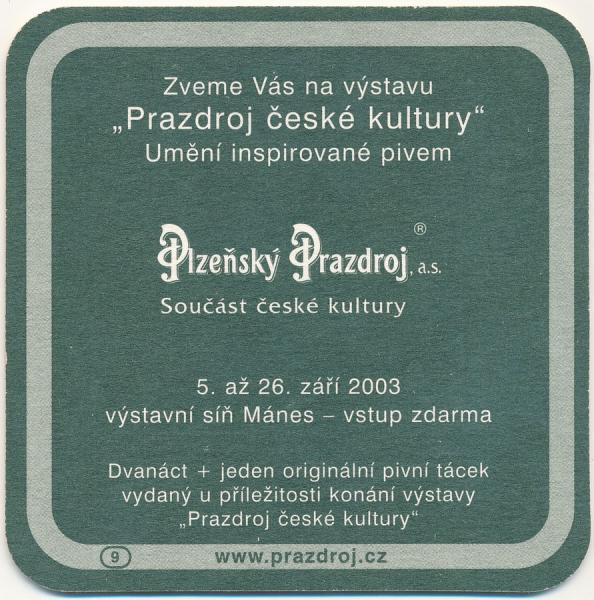 Zveme Vás na výstavu
„Prazdroj české kultury“
Umění inspirované pivem
Plzeňský Prazdroj, a.s. ®
Součást české kultury
5. až 26. září 2003
výstavní síň Mánes – vstup zdarma
Dvanáct + jeden originální pivní tácek
vydaný u příležitosti konání výstavy
„Prazdroj české kultury“
9 www.prazdroj.cz